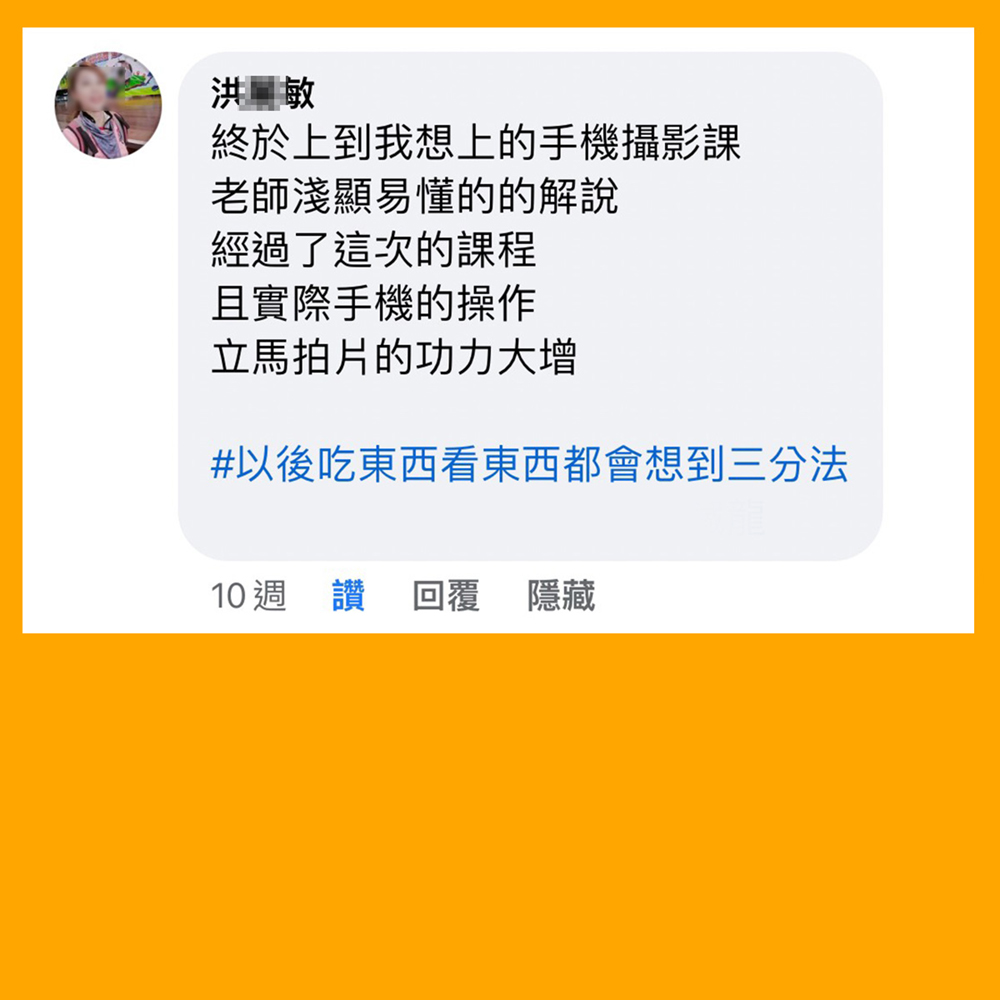 洪 敏
終於上到我想上的手機攝影課
老師淺顯易懂的的解說
經過了這次的課程
且實際手機的操作
立馬拍片的功力大增
#以後吃東西看東西都會想到三分法
10 週 讚 回覆 隱藏